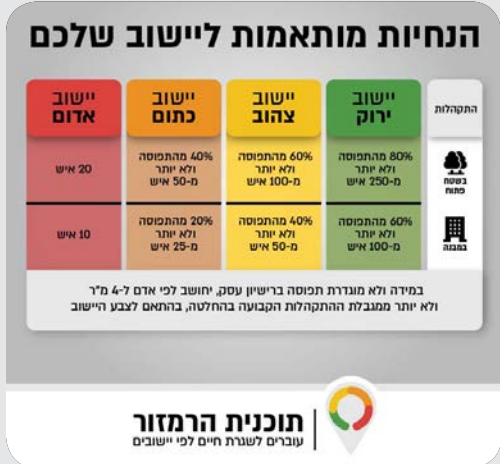 הנחיות מותאמות ליישוב שלכם
התקהלות
יישוב
ירוק
יישוב
צהוב
יישוב
כתום
יישוב
אדום
בשטח
פתוח
80% מהתפוסה
ולא יותר
מ-250 איש
60% מהתפוסה
ולא יותר
מ-100 איש
40% מהתפוסה
ולא יותר
מ-50 איש
20 איש
במבנה
60% מהתפוסה
ולא יותר
מ-100 איש
40% מהתפוסה
ולא יותר
מ-50 איש
20% מהתפוסה
ולא יותר
מ-25 איש
10 איש
במידה ולא מוגדרת תפוסה ברישיון עסק, יחושב לפי אדם ל-4 מ"ר
ולא יותר ממגבלת ההתקהלות הקבועה בהחלטה, בהתאם לצבע היישוב
תוכנית הרמזור
עוברים לשגרת חיים לפי יישובים